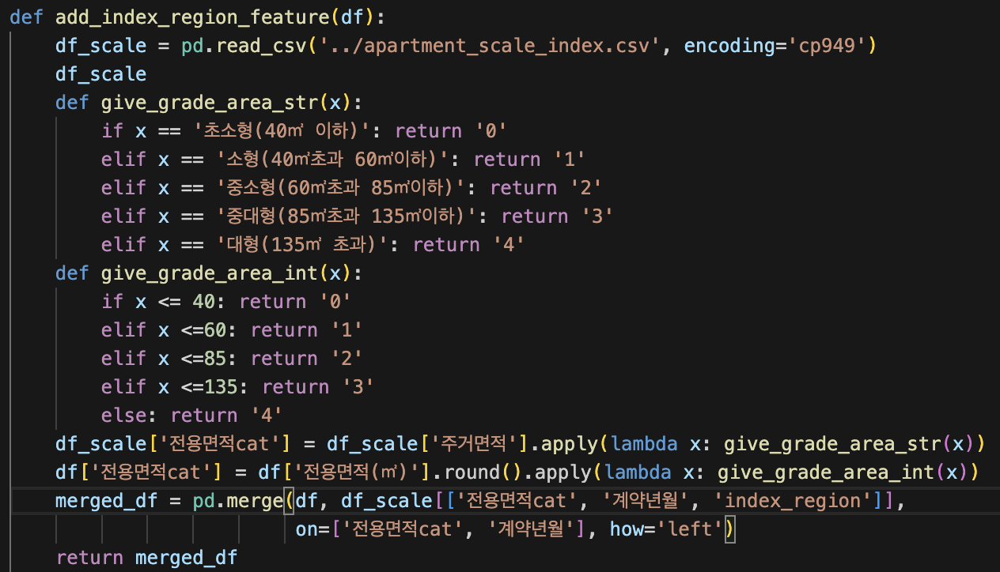 def add_index_region_feature(df):
    df_scale = pd.read_csv('../apartment_scale_index.csv', encoding='cp949')
    df_scale
    def give_grade_area_str(x):
        if x == '초소형(40㎡ 이하)': return '0'
        elif x == '소형(40㎡초과 60㎡이하)': return '1'
        elif x == '중소형(60㎡초과 85㎡이하)': return '2'
        elif x == '중대형(85㎡초과 135㎡이하)': return '3'
        elif x == '대형(135㎡ 초과)': return '4'
    def give_grade_area_int(x):
        if x <= 40: return '0'
        elif x <=60: return '1'
        elif x <=85: return '2'
        elif x <=135: return '3'
        else: return '4'
    df_scale['전용면적cat'] = df_scale['주거면적'].apply(lambda x: give_grade_area_str(x))
    df['전용면적cat'] = df['전용면적(㎡)'].round().apply(lambda x: give_grade_area_int(x))
    merged_df = pd.merge(df, df_scale[['전용면적cat', '계약년월', 'index_region']],
                         on=['전용면적cat', '계약년월'], how='left')
    return merged_df